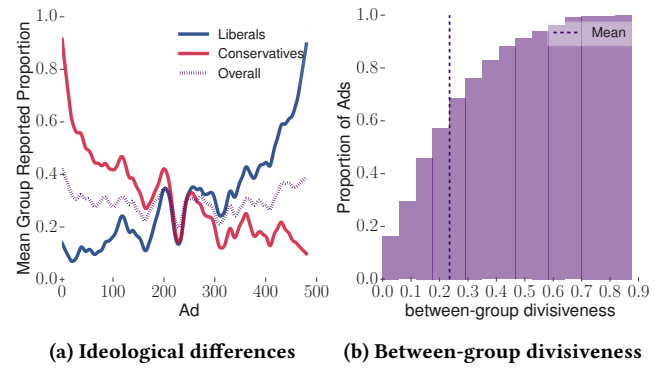 1.0
0.8
0.6
0.4
0.2
0.0
Mean Group Reported Proportion
Liberals
Conservatives
Overall
0 100 200 300 400 500
Ad
(a) Ideological differences
1.0
0.8
0.6
0.4
0.2
0.0
Proportion of Ads
Mean
0.0 0.1 0.2 0.3 0.4 0.5 0.6 0.7 0.8 0.9
between-group divisiveness
(b) Between-group divisiveness